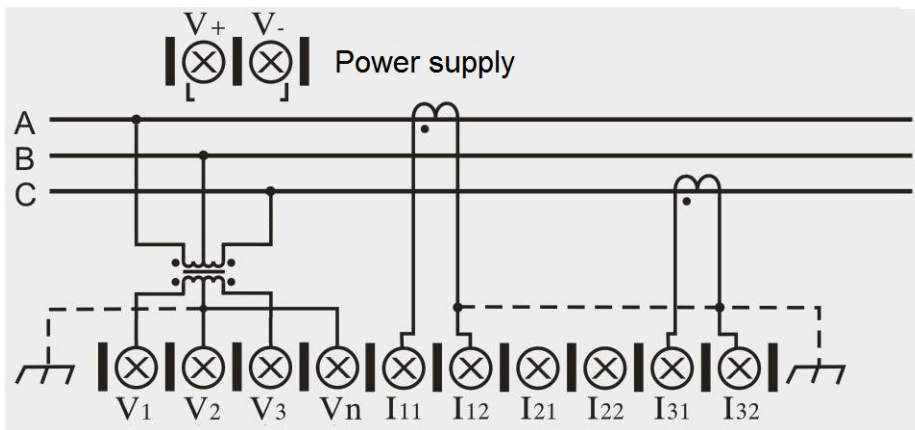 V+ V-
Power supply
A
B
C
V1 V2 V3 Vn I11 I12 I21 I22 I31 I32